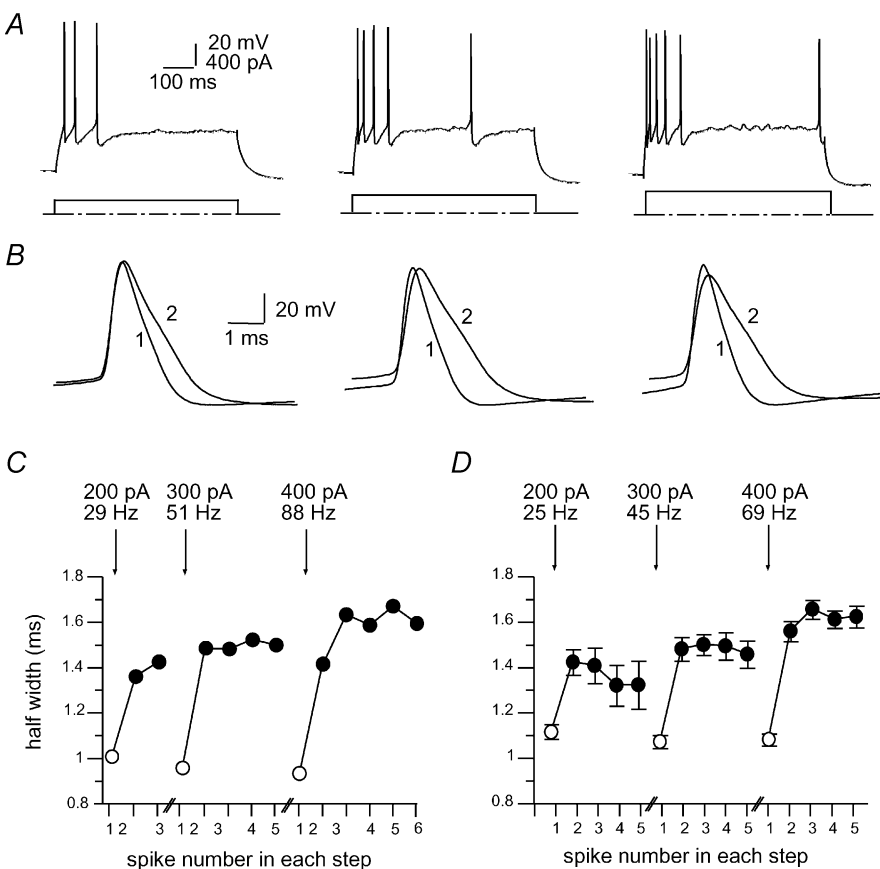 A
20 mV
400 pA
100 ms
B
2
1
20 mV
1 ms
2
1
2
1
C
200 pA 300 pA 400 pA
29 Hz 51 Hz 88 Hz
1.8
1.6
1.4
1.2
1
0.8
half width (ms)
1 2 3 1 2 3 4 5 1 2 3 4 5 6
spike number in each step
D
200 pA 300 pA 400 pA
25 Hz 45 Hz 69 Hz
1.8
1.6
1.4
1.2
1
0.8
1 2 3 4 5 1 2 3 4 5 1 2 3 4 5
spike number in each step